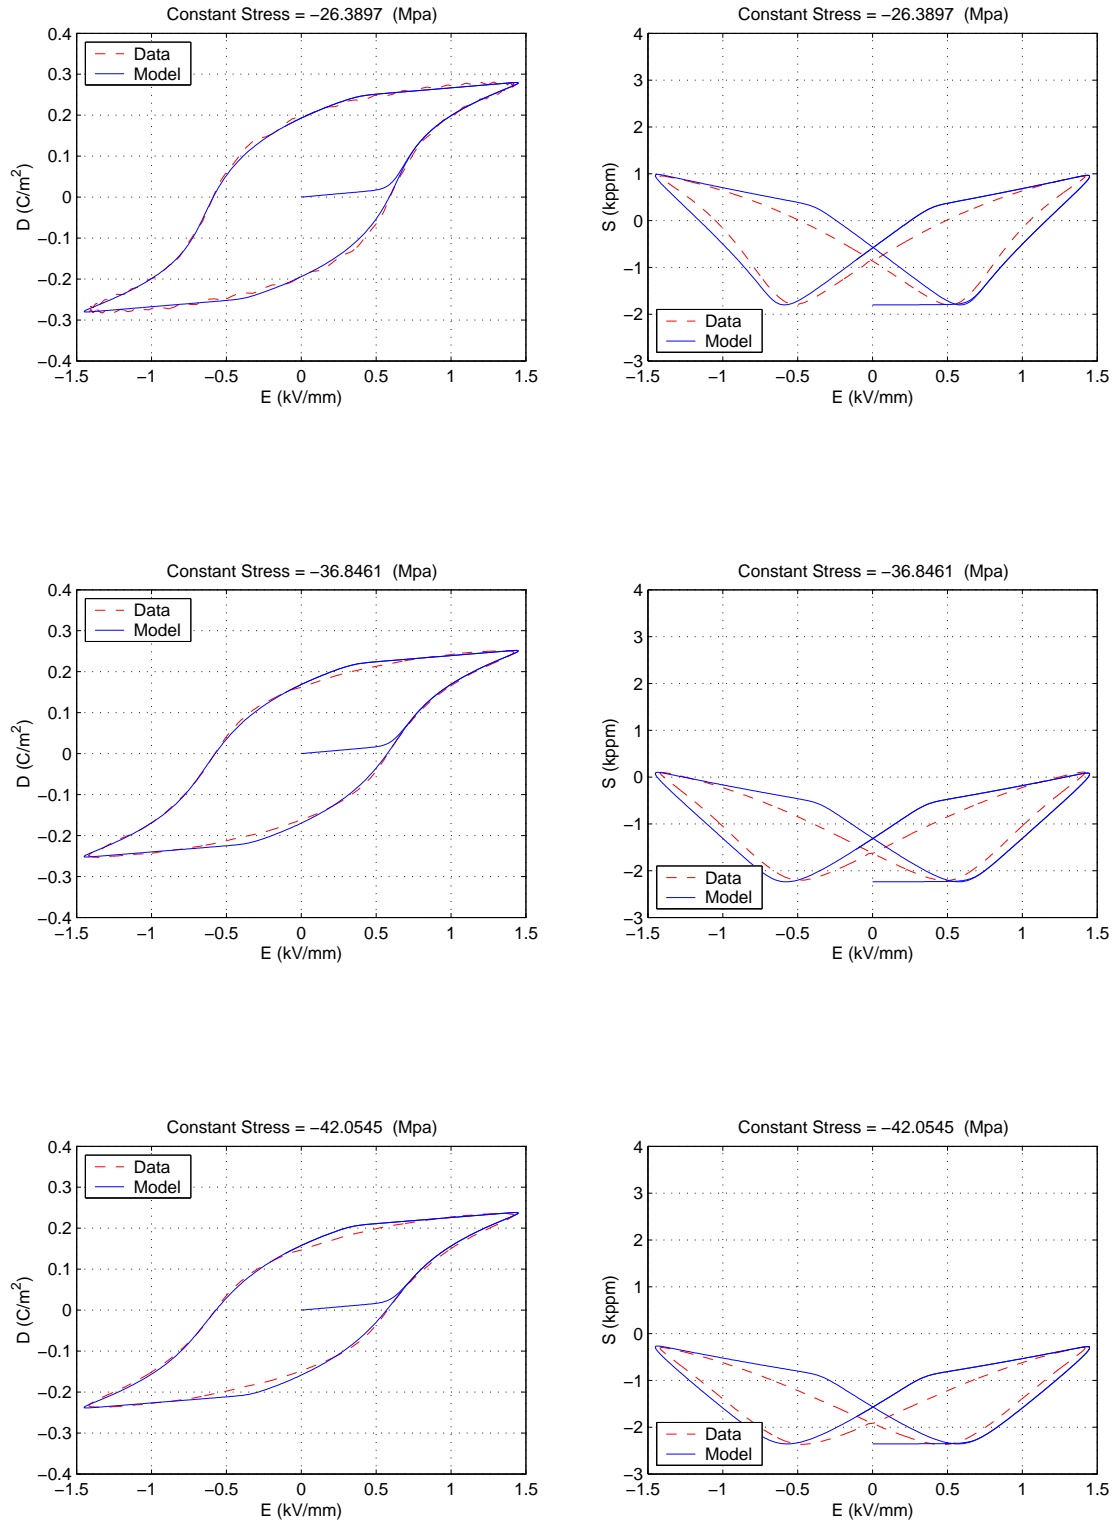 Constant Stress = −26.3897 (Mpa)
0.4
0.3
0.2
0.1
0
−0.1
−0.2
−0.3
−0.4
D (C/m²)
Data
Model
−1.5 −1 −0.5 0 0.5 1 1.5
E (kV/mm)
Constant Stress = −26.3897 (Mpa)
4
3
2
1
0
−1
−2
−3
S (kppm)
Data
Model
−1.5 −1 −0.5 0 0.5 1 1.5
E (kV/mm)
Constant Stress = −36.8461 (Mpa)
0.4
0.3
0.2
0.1
0
−0.1
−0.2
−0.3
−0.4
D (C/m²)
Data
Model
−1.5 −1 −0.5 0 0.5 1 1.5
E (kV/mm)
Constant Stress = −36.8461 (Mpa)
4
3
2
1
0
−1
−2
−3
S (kppm)
Data
Model
−1.5 −1 −0.5 0 0.5 1 1.5
E (kV/mm)
Constant Stress = −42.0545 (Mpa)
0.4
0.3
0.2
0.1
0
−0.1
−0.2
−0.3
−0.4
D (C/m²)
Data
Model
−1.5 −1 −0.5 0 0.5 1 1.5
E (kV/mm)
Constant Stress = −42.0545 (Mpa)
4
3
2
1
0
−1
−2
−3
S (kppm)
Data
Model
−1.5 −1 −0.5 0 0.5 1 1.5
E (kV/mm)